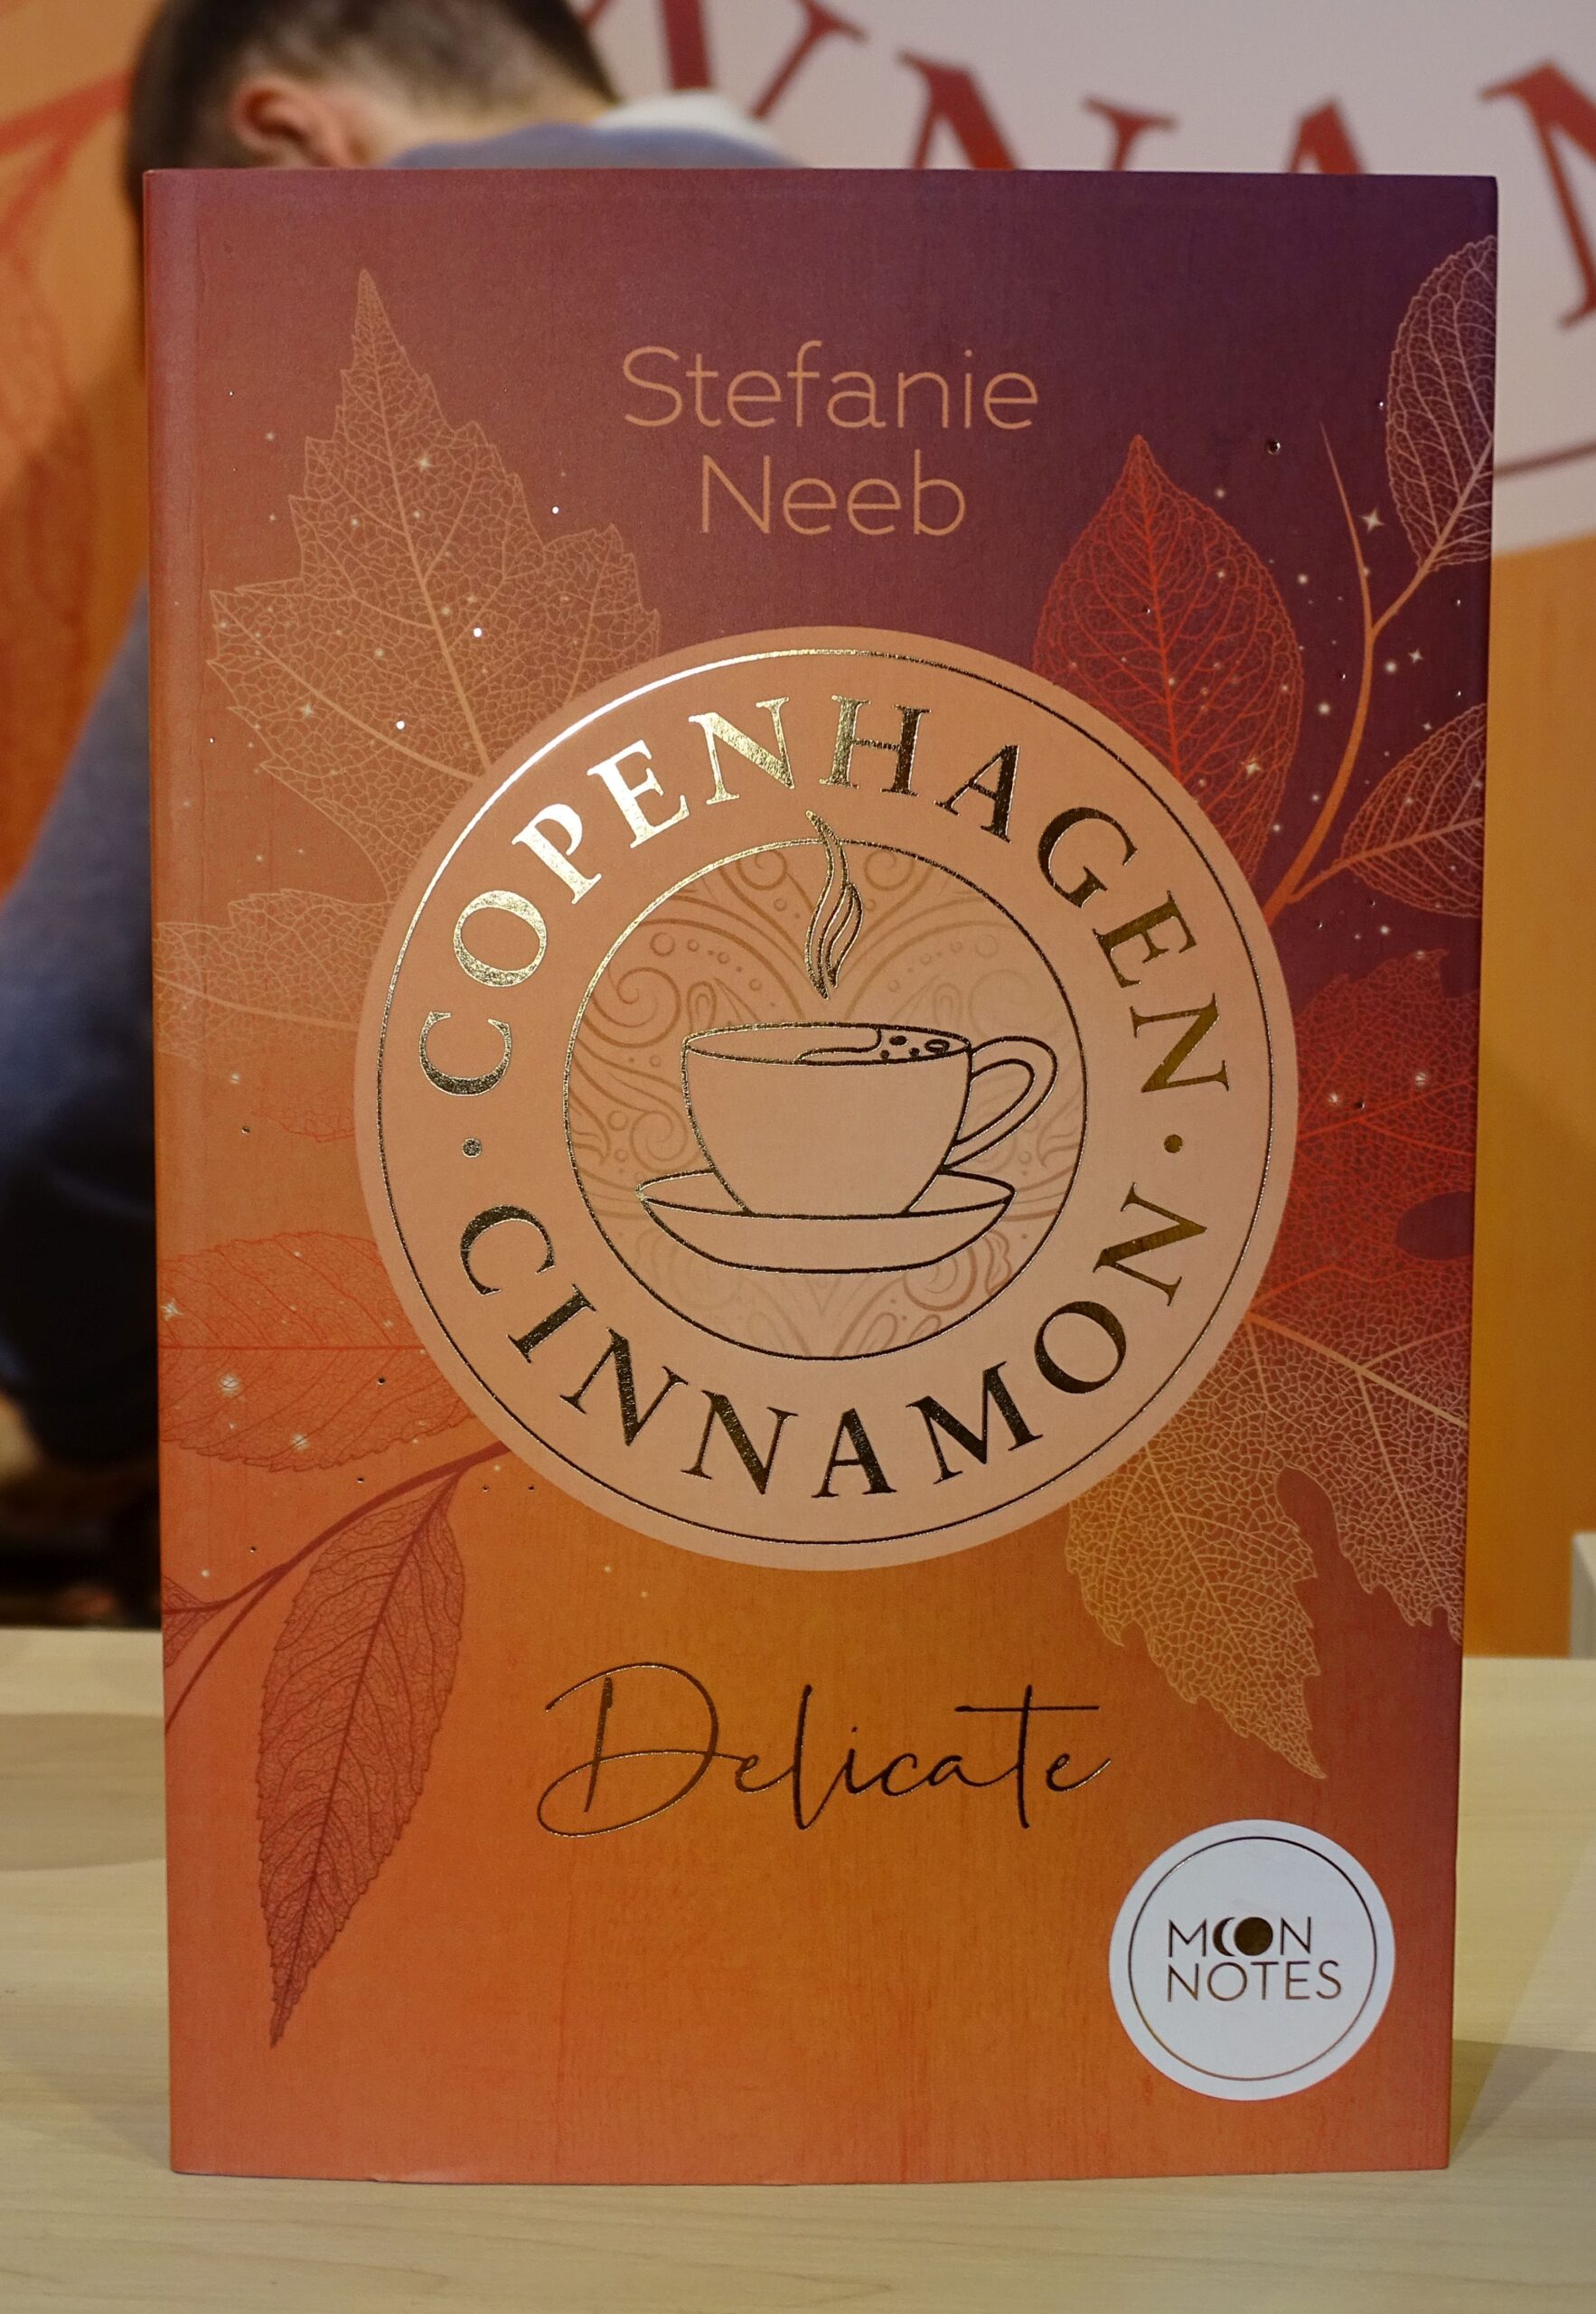 Stefanie
Neeb
COPENHAGEN
· CINNAMON ·
Delicate
MOON
NOTES